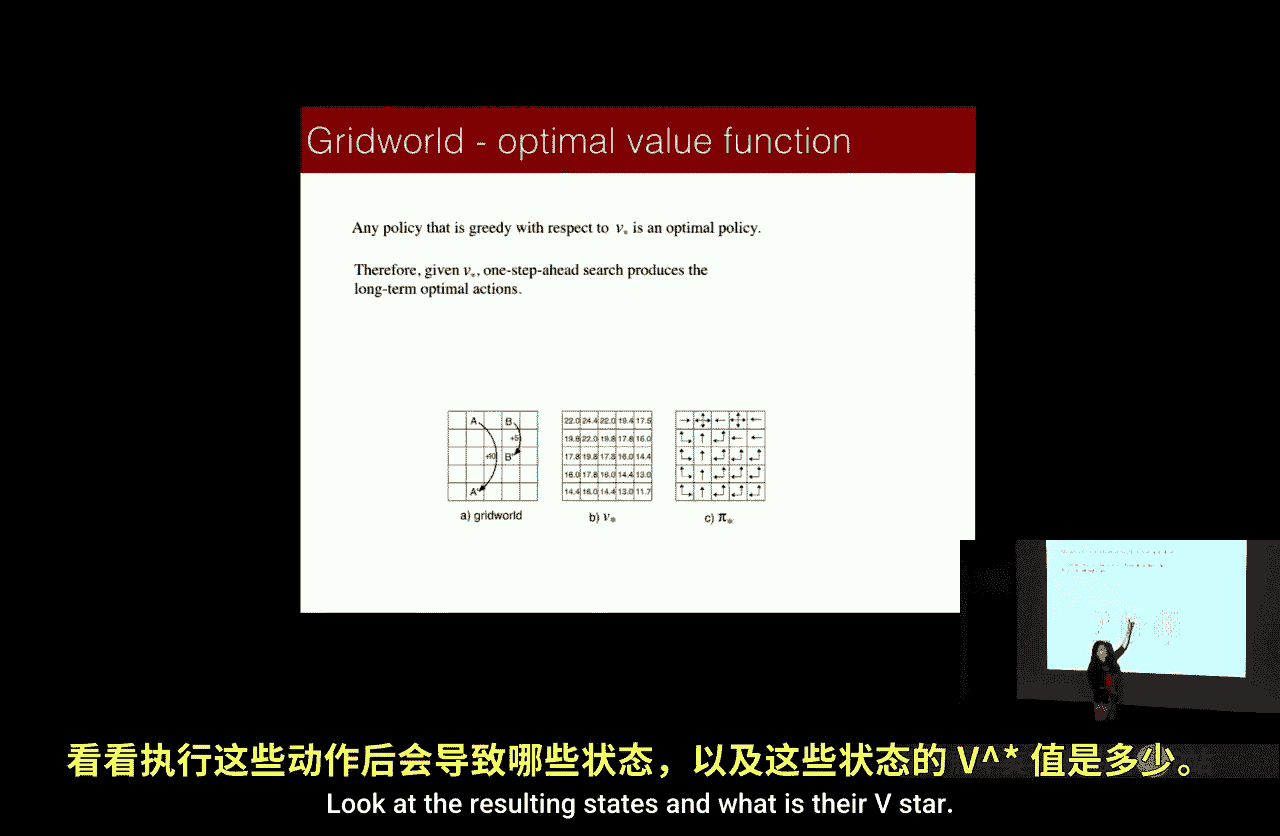 Gridworld - optimal value function
Any policy that is greedy with respect to v* is an optimal policy.
Therefore, given v*, one-step-ahead search produces the
long-term optimal actions.
A B
+5
+10 B'
A'
a) gridworld
22.0 24.4 22.0 19.4 17.5
19.8 22.0 19.8 17.8 16.0
17.8 19.8 17.8 16.0 14.4
16.0 17.8 16.0 14.4 13.0
14.4 16.0 14.4 13.0 11.7
b) v*
c) π*
看看执行这些动作后会导致哪些状态，以及这些状态的 V^* 值是多少。
Look at the resulting states and what is their V star.